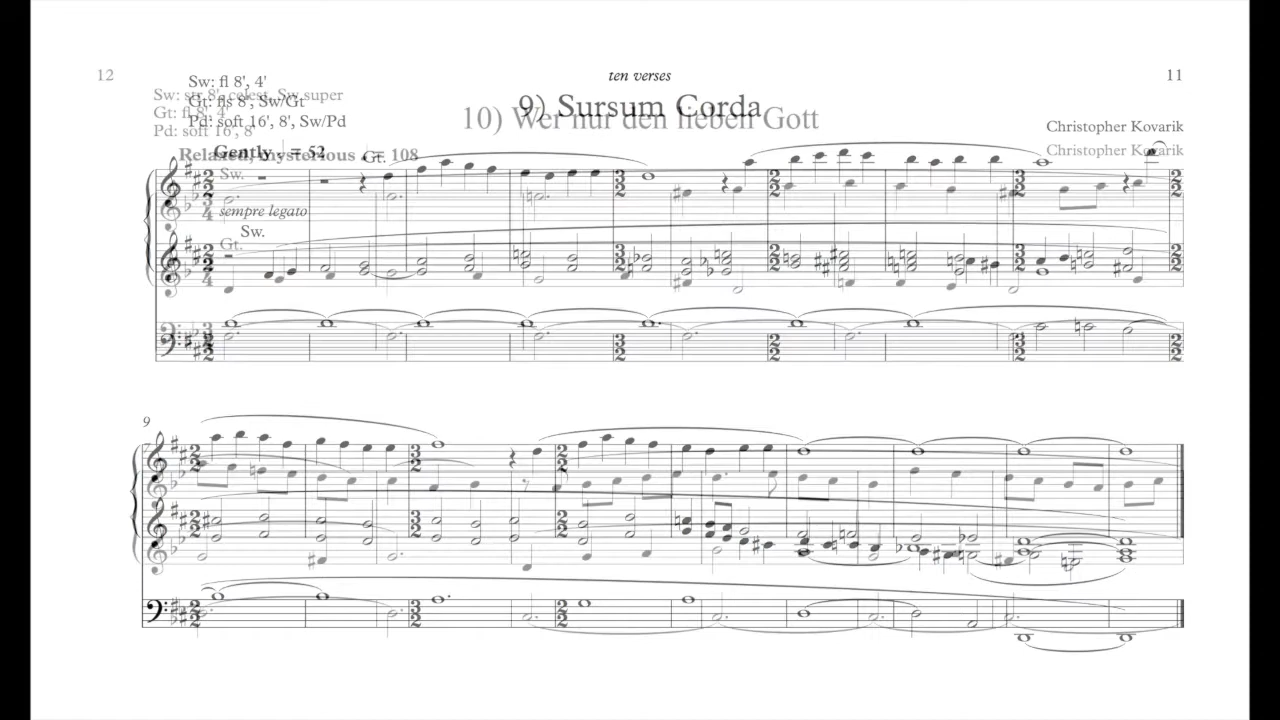 12
ten verses
11
Sw: fl 8', 4'
Sw: str 8', celest, Sw super
Gt: fls 8', Sw/Gt
Gt: fl 8', 4'
Pd: soft 16', 8', Sw/Pd
Pd: soft 16', 8'
9) Sursum Corda
10) Wer nur den lieben Gott
Christopher Kovarik
Christopher Kovarik
Gently = 52
Relaxed, mysterious = 108
Gt.
Sw.
sempre legato
Sw.
Gt.
9